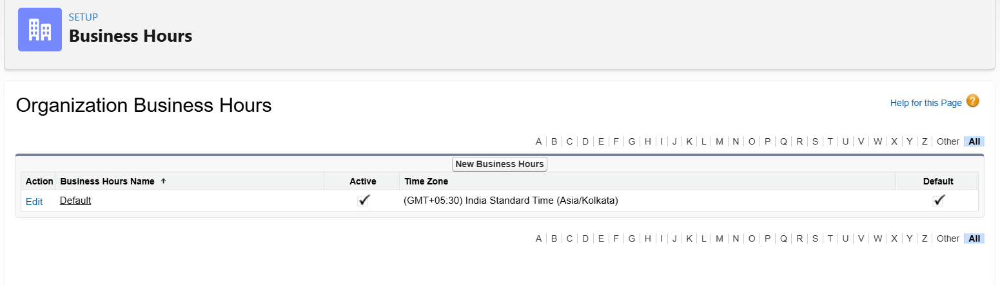 SETUP
Business Hours
Organization Business Hours
Help for this Page ?
A B C D E F G H I J K L M N O P Q R S T U V W X Y Z Other All
New Business Hours
Action Business Hours Name ↑ Active Time Zone Default
Edit Default ✓ (GMT+05:30) India Standard Time (Asia/Kolkata) ✓
A B C D E F G H I J K L M N O P Q R S T U V W X Y Z Other All